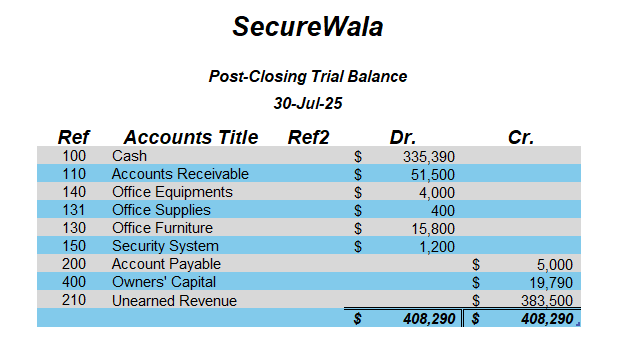 SecureWala
Post-Closing Trial Balance
30-Jul-25
Ref Accounts Title Ref2 Dr. Cr.
100 Cash $ 335,390
110 Accounts Receivable $ 51,500
140 Office Equipments $ 4,000
131 Office Supplies $ 400
130 Office Furniture $ 15,800
150 Security System $ 1,200
200 Account Payable $ 5,000
400 Owners' Capital $ 19,790
210 Unearned Revenue $ 383,500
$ 408,290 $ 408,290